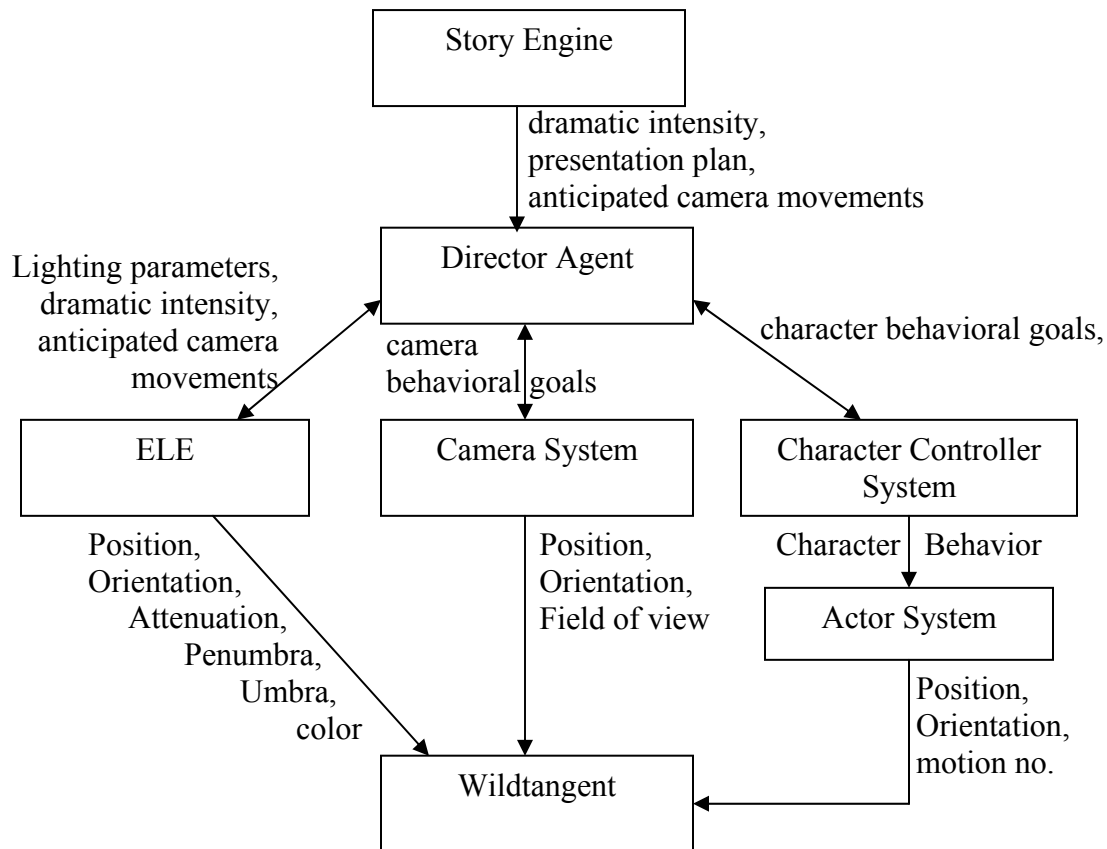 Story Engine
dramatic intensity,
presentation plan,
anticipated camera movements
Director Agent
Lighting parameters,
dramatic intensity,
anticipated camera
movements
camera
behavioral goals
character behavioral goals,
ELE
Camera System
Character Controller
System
Position,
Orientation,
Attenuation,
Penumbra,
Umbra,
color
Position,
Orientation,
Field of view
Character Behavior
Actor System
Position,
Orientation,
motion no.
Wildtangent